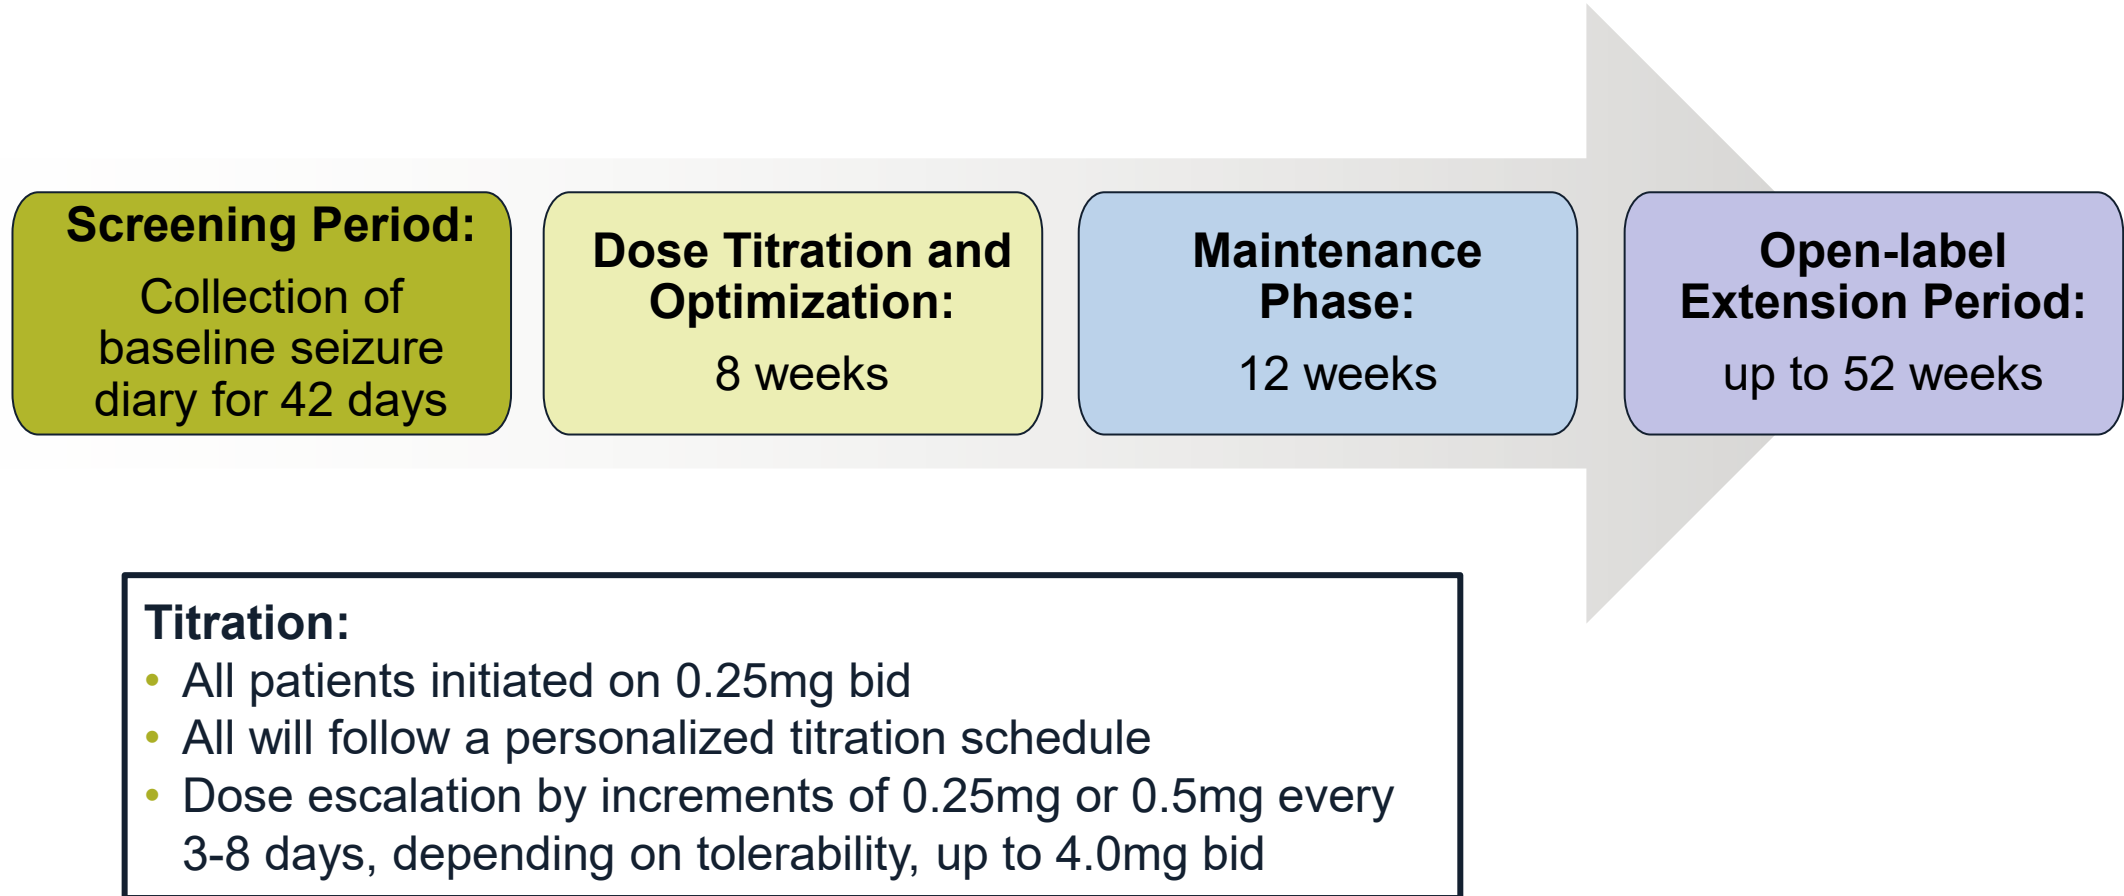 Screening Period:
Collection of
baseline seizure
diary for 42 days
Dose Titration and
Optimization:
8 weeks
Maintenance
Phase:
12 weeks
Open-label
Extension Period:
up to 52 weeks
Titration:
• All patients initiated on 0.25mg bid
• All will follow a personalized titration schedule
• Dose escalation by increments of 0.25mg or 0.5mg every
3-8 days, depending on tolerability, up to 4.0mg bid